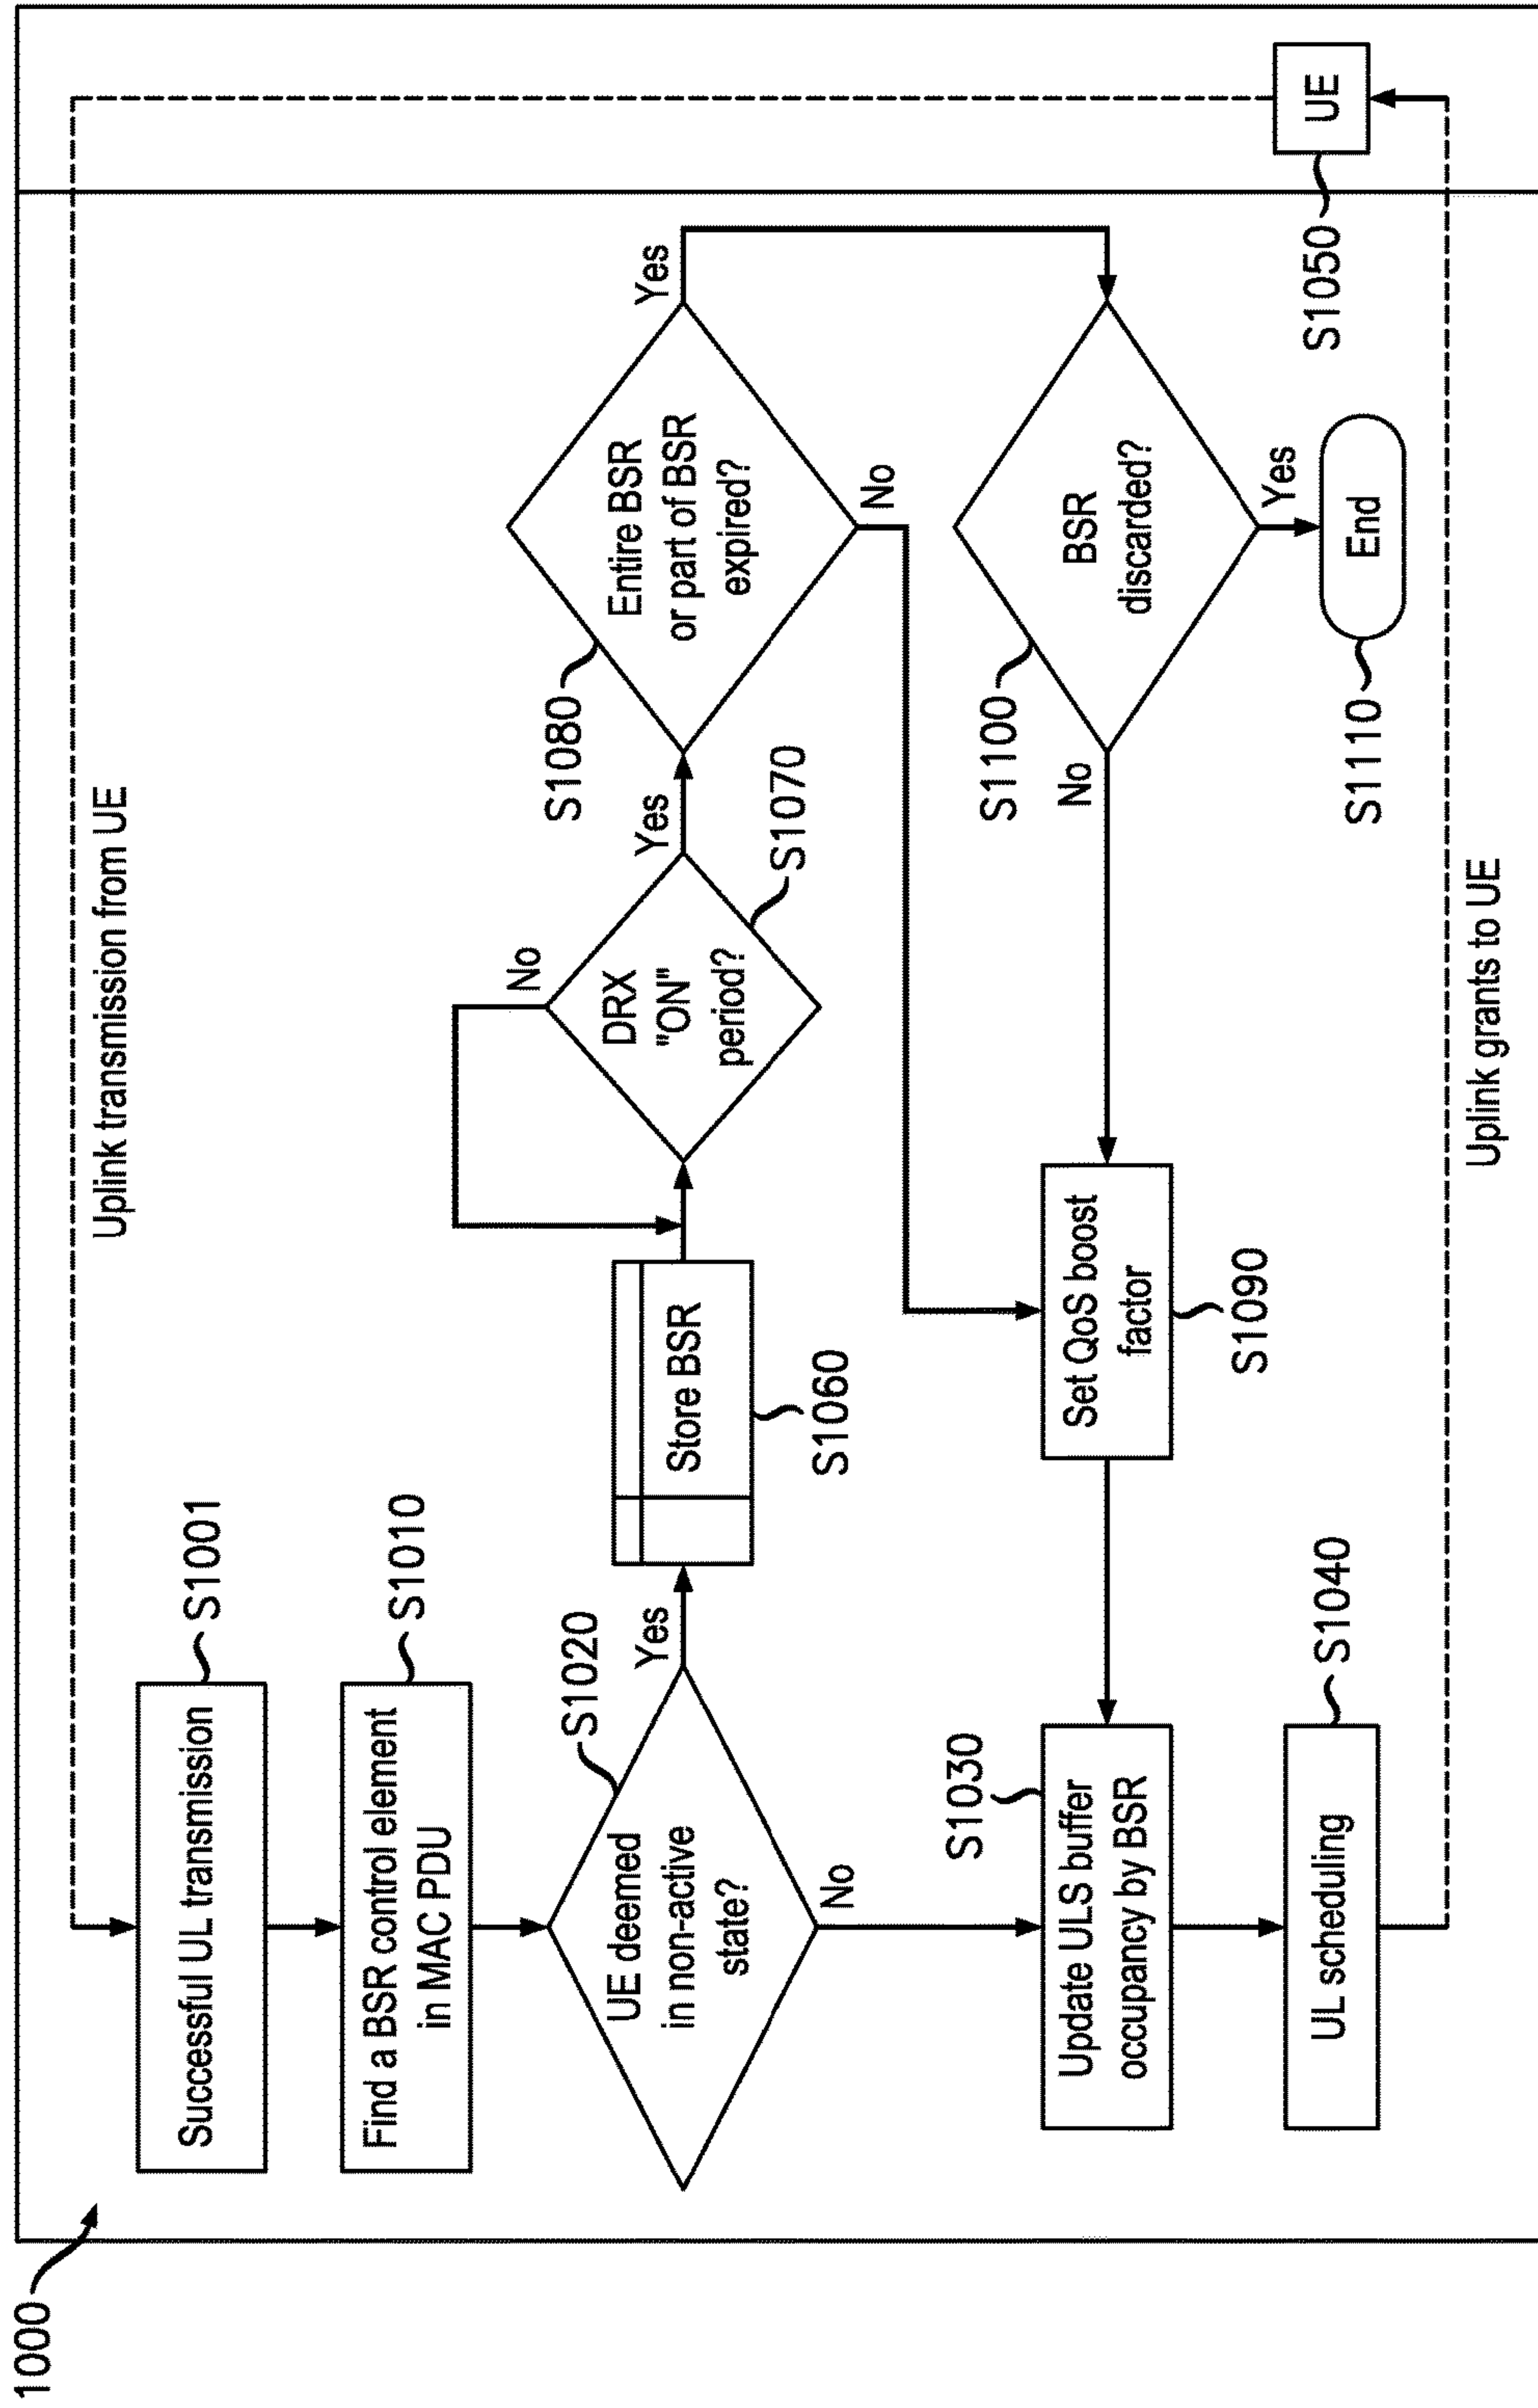 1000
Uplink transmission from UE
Successful UL transmission
S1001
Find a BSR control element
in MAC PDU
S1010
UE deemed
in non-active
state?
S1020
Yes
No
Store BSR
S1060
DRX
"ON"
period?
S1070
No
Yes
Entire BSR
or part of BSR
expired?
S1080
Yes
No
BSR
discarded?
S1100
No
Yes
End
S1110
Set QoS boost
factor
S1090
Update ULS buffer
occupancy by BSR
S1030
UL scheduling
S1040
UE
S1050
Uplink grants to UE